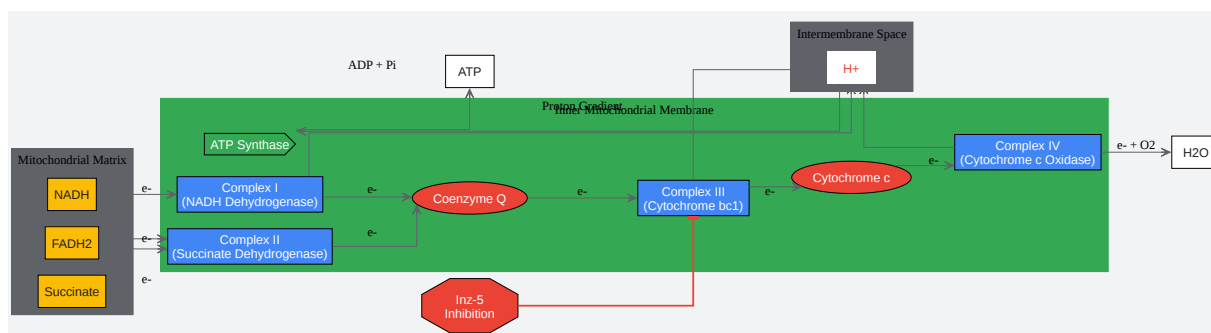 Intermembrane Space
H+
ADP + Pi
ATP
Proton Gradient
Inner Mitochondrial Membrane
ATP Synthase
Complex IV
(Cytochrome c Oxidase)
e- + O2
H2O
Mitochondrial Matrix
NADH
e-
Complex I
(NADH Dehydrogenase)
e-
Coenzyme Q
e-
Complex III
(Cytochrome bc1)
e-
Cytochrome c
e-
FADH2
e-
Complex II
(Succinate Dehydrogenase)
e-
Succinate
e-
Inz-5
Inhibition